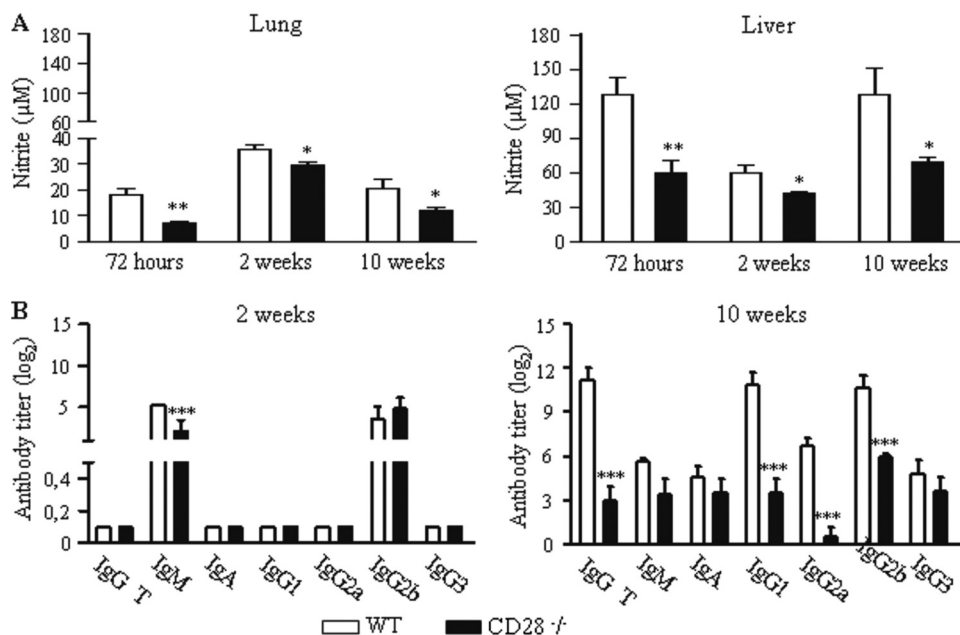 A
Lung
Nitrite (µM)
180
140
100
60
40
30
20
10
0
**
*
*
72 hours
2 weeks
10 weeks
Liver
Nitrite (µM)
180
150
120
90
60
30
0
**
*
*
72 hours
2 weeks
10 weeks
B
2 weeks
Antibody titer (log2)
15
10
5
0,4
0,2
0
***
IgG T
IgM
IgA
IgG1
IgG2a
IgG2b
IgG3
10 weeks
Antibody titer (log2)
15
12
9
6
3
0
***
***
***
***
IgG T
IgM
IgA
IgG1
IgG2a
IgG2b
IgG3
WT
CD28 -/-